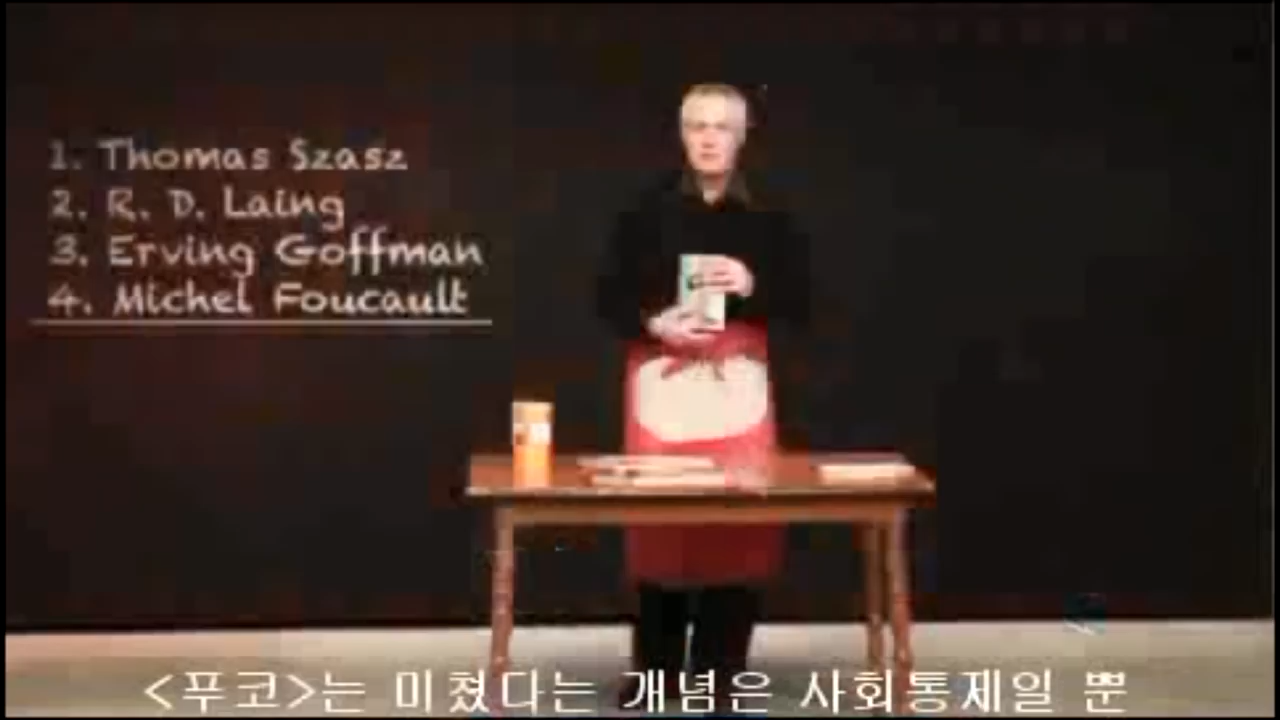 1. Thomas Szasz
2. R. D. Laing
3. Erving Goffman
4. Michel Foucault
<푸코>는 미쳤다는 개념은 사회통제일 뿐